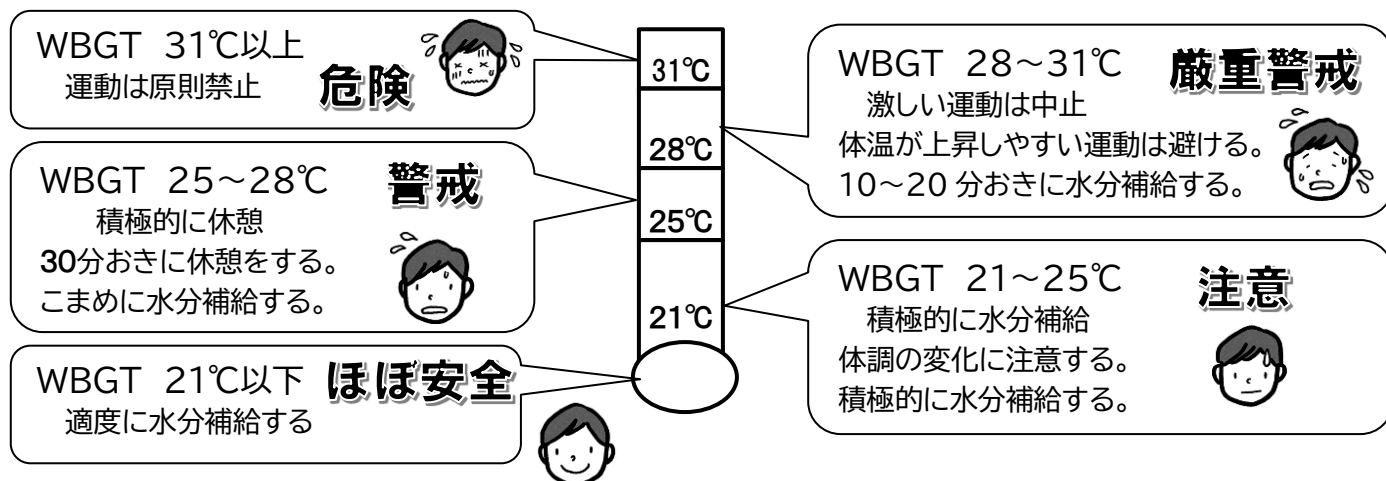 WBGT 31℃以上
運動は原則禁止
危険
WBGT 25～28℃
警戒
積極的に休憩
30分おきに休憩をする。
こまめに水分補給する。
WBGT 21℃以下
ほぼ安全
適度に水分補給する
31℃
28℃
25℃
21℃
WBGT 28～31℃
厳重警戒
激しい運動は中止
体温が上昇しやすい運動は避ける。
10～20 分おきに水分補給する。
WBGT 21～25℃
注意
積極的に水分補給
体調の変化に注意する。
積極的に水分補給する。